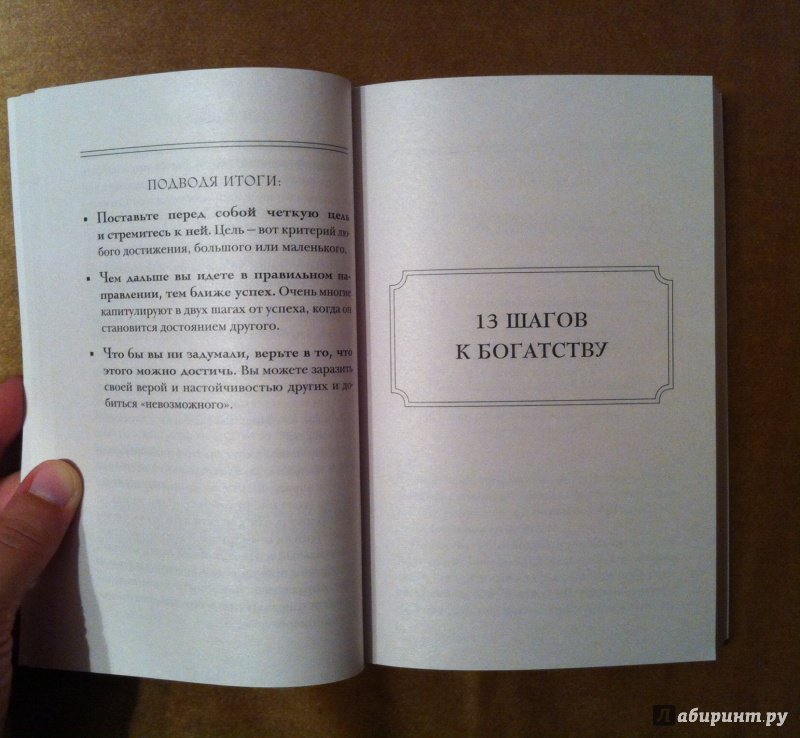 ПОДВОДЯ ИТОГИ:
▪ Поставьте перед собой четкую цель
и стремитесь к ней. Цель – вот критерий лю-
бого достижения, большого или маленького.
▪ Чем дальше вы идете в правильном на-
правлении, тем ближе успех. Очень многие
капитулируют в двух шагах от успеха, когда он
становится достоянием другого.
▪ Что бы вы ни задумали, верьте в то, что
этого можно достичь. Вы можете заразить
своей верой и настойчивостью других и до-
биться «невозможного».
13 ШАГОВ
К БОГАТСТВУ
Лабиринт.ру